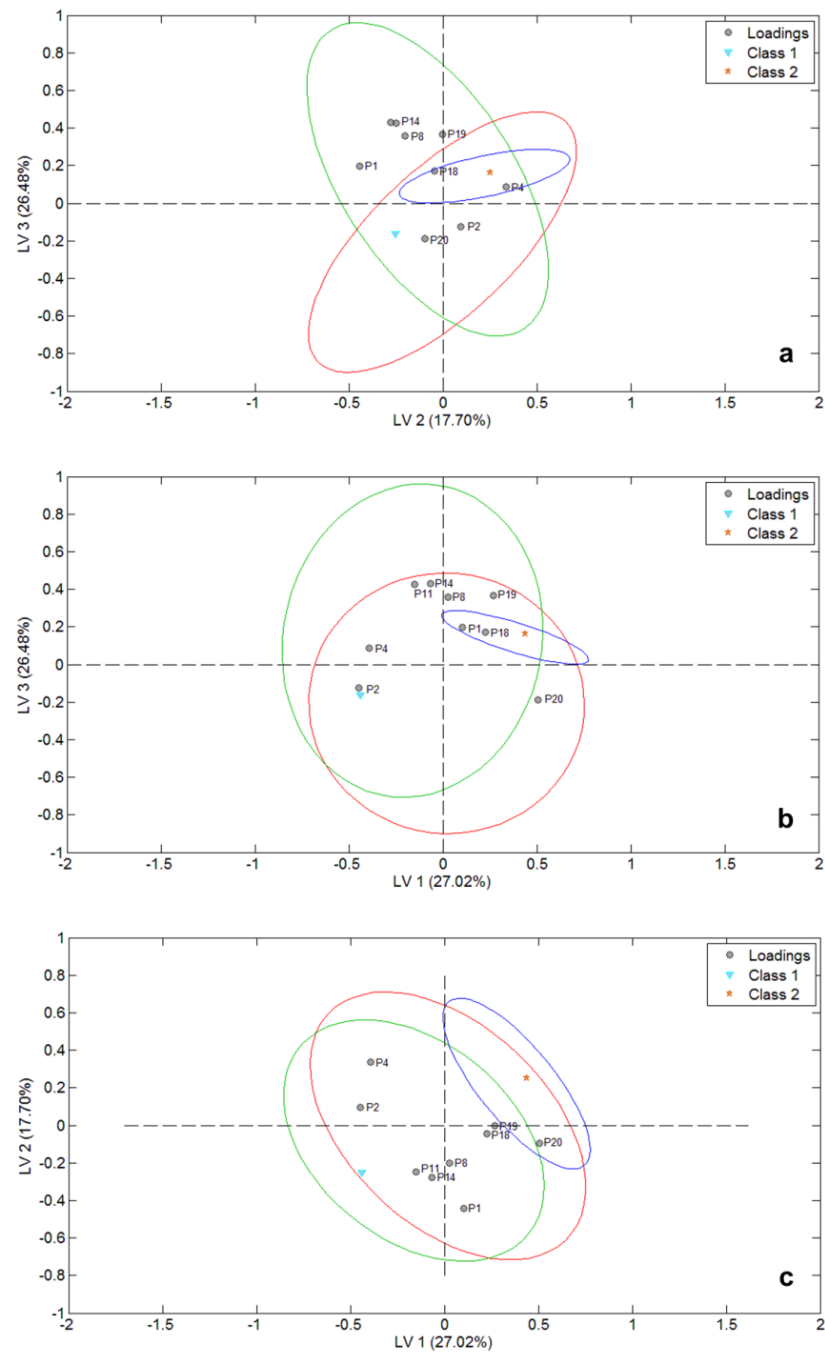 1
0.8
0.6
0.4
0.2
0
-0.2
-0.4
-0.6
-0.8
-1
LV 3 (26.48%)
Loadings
Class 1
Class 2
P14
P8
P19
P1
P18
P4
P2
P20
a
-2
-1.5
-1
-0.5
0
0.5
1
1.5
2
LV 2 (17.70%)
1
0.8
0.6
0.4
0.2
0
-0.2
-0.4
-0.6
-0.8
-1
LV 3 (26.48%)
Loadings
Class 1
Class 2
P14
P11
P8
P19
P1
P18
P4
P2
P20
b
-2
-1.5
-1
-0.5
0
0.5
1
1.5
2
LV 1 (27.02%)
1
0.8
0.6
0.4
0.2
0
-0.2
-0.4
-0.6
-0.8
-1
LV 2 (17.70%)
Loadings
Class 1
Class 2
P4
P2
P19
P18
P20
P8
P11
P14
P1
c
-2
-1.5
-1
-0.5
0
0.5
1
1.5
2
LV 1 (27.02%)